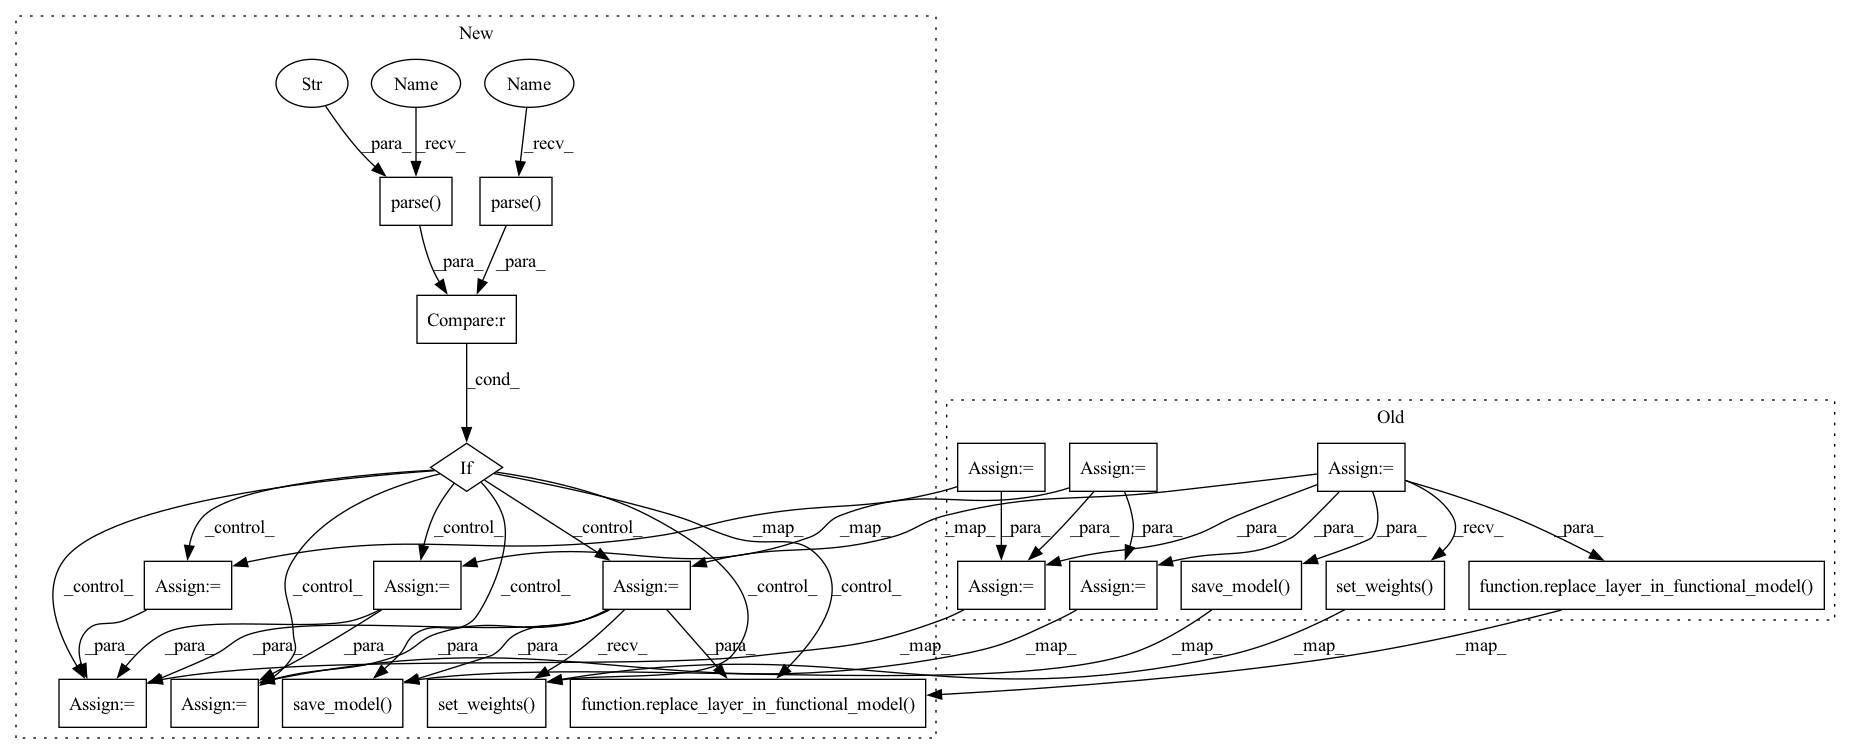 New
Str
Name
Name
_para_
_recv_
_recv_
parse()
parse()
_para_
_para_
Compare:r
_cond_
Old
If
Assign:=
Assign:=
Assign:=
_control_
_control_
_control_
_map_
_map_
_map_
_para_
_para_
_para_
_para_
_para_
_para_
_recv_
_para_
_control_
_control_
_control_
_control_
_control_
Assign:=
Assign:=
Assign:=
Assign:=
Assign:=
save_model()
set_weights()
function.replace_layer_in_functional_model()
_para_
_para_
_para_
_para_
_para_
_para_
_recv_
_para_
_map_
_map_
_map_
_map_
_map_
Assign:=
Assign:=
save_model()
set_weights()
function.replace_layer_in_functional_model()